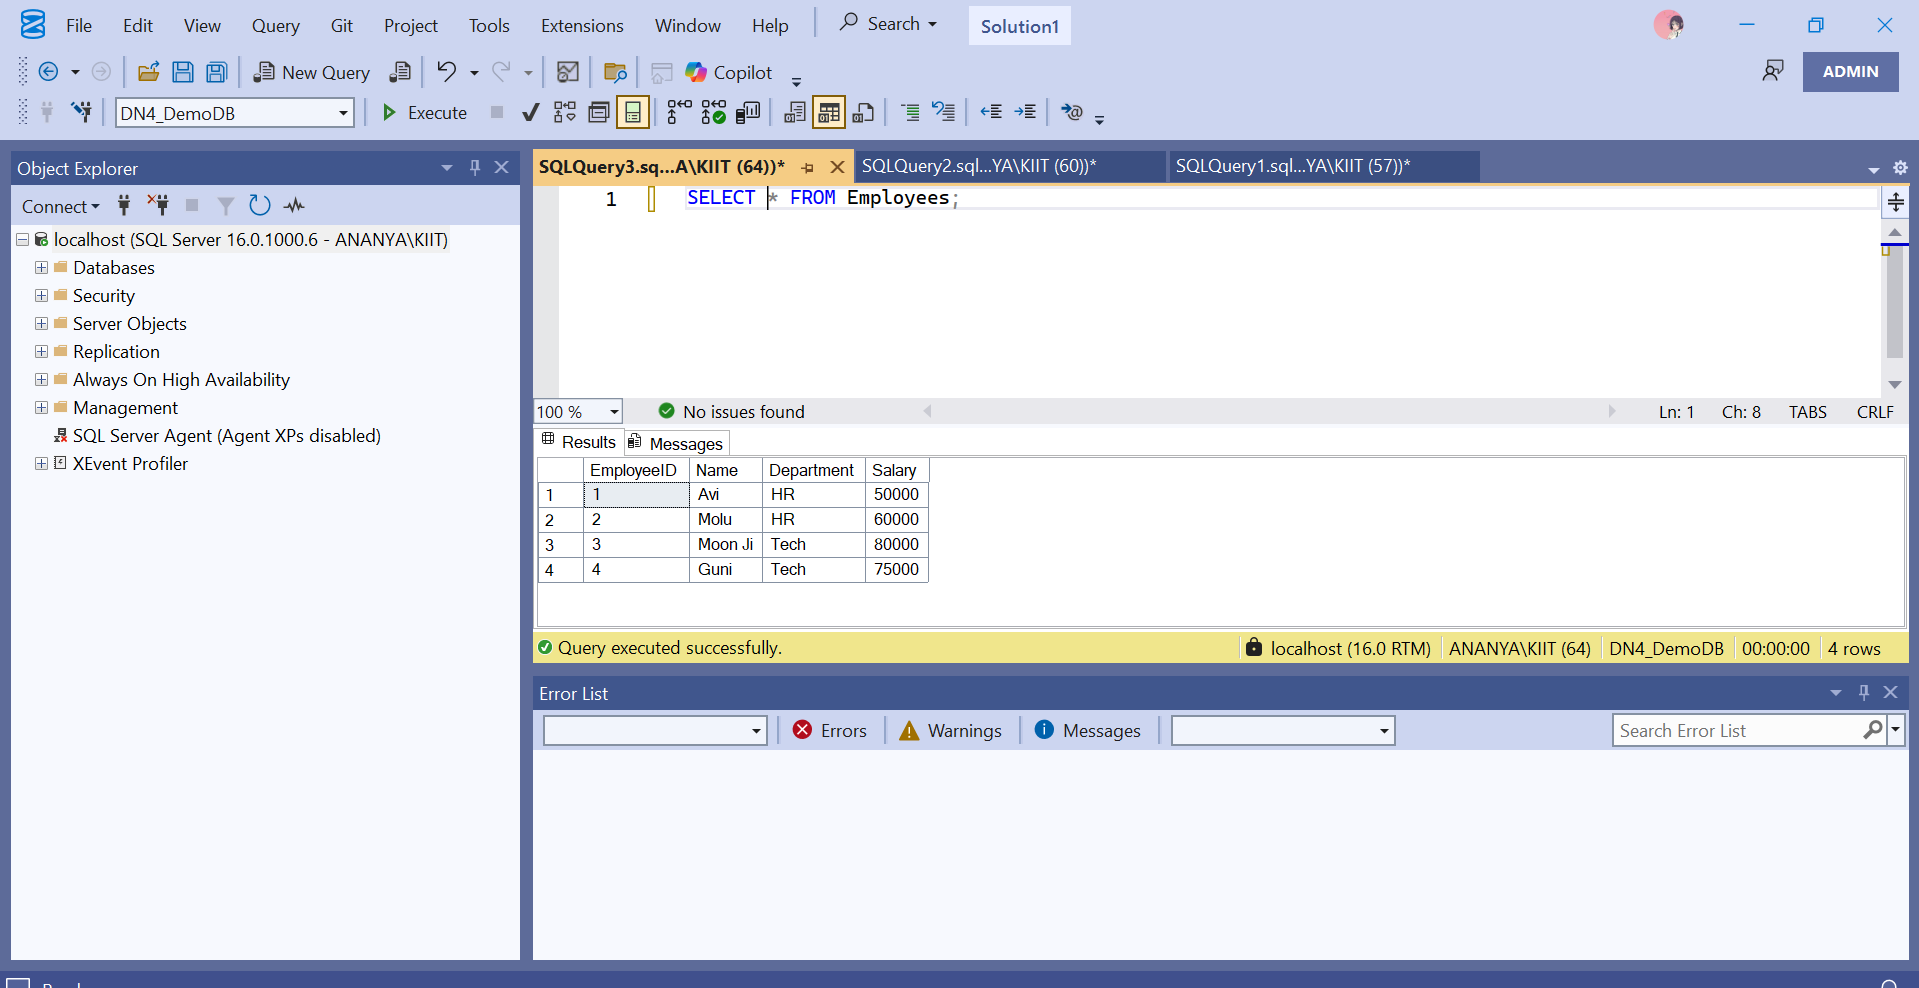 File Edit View Query Git Project Tools Extensions Window Help Search Solution1
New Query Copilot ADMIN
DN4_DemoDB Execute
Object Explorer
Connect
localhost (SQL Server 16.0.1000.6 - ANANYA\KIIT)
Databases
Security
Server Objects
Replication
Always On High Availability
Management
SQL Server Agent (Agent XPs disabled)
XEvent Profiler
SQLQuery3.sq...A\KIIT (64))* SQLQuery2.sql...YA\KIIT (60))* SQLQuery1.sql...YA\KIIT (57))*
1 SELECT * FROM Employees;
100 % No issues found Ln: 1 Ch: 8 TABS CRLF
Results Messages
EmployeeID Name Department Salary
1 1 Avi HR 50000
2 2 Molu HR 60000
3 3 Moon Ji Tech 80000
4 4 Guni Tech 75000
Query executed successfully. localhost (16.0 RTM) ANANYA\KIIT (64) DN4_DemoDB 00:00:00 4 rows
Error List
Errors Warnings Messages Search Error List